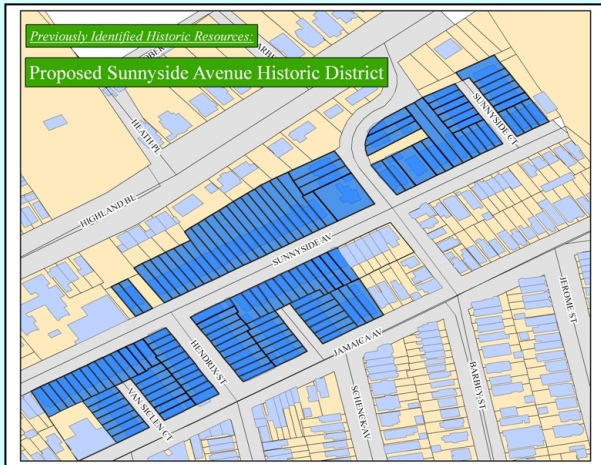 Previously Identified Historic Resources:
Proposed Sunnyside Avenue Historic District
HEATH PL
SUNNYSIDE CT
HIGHLAND BL
SUNNYSIDE AV
JEROME ST
HENDRIX ST
JAMAICA AV
BARBEY ST
VAN SICLEN CT
SCHENCK AV